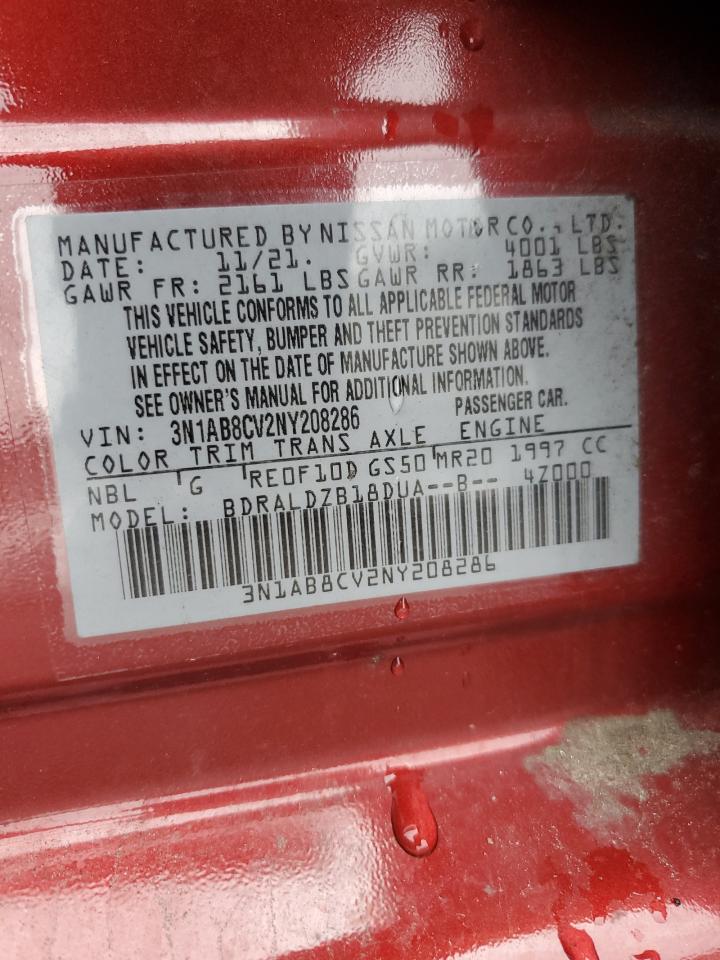 MANUFACTURED BY NISSAN MOTOR CO., LTD.
DATE: 11/21. GVWR: 4001 LBS
GAWR FR: 2161 LBS GAWR RR: 1863 LBS
THIS VEHICLE CONFORMS TO ALL APPLICABLE FEDERAL MOTOR
VEHICLE SAFETY, BUMPER AND THEFT PREVENTION STANDARDS
IN EFFECT ON THE DATE OF MANUFACTURE SHOWN ABOVE.
SEE OWNER'S MANUAL FOR ADDITIONAL INFORMATION.
VIN: 3N1AB8CV2NY208286 PASSENGER CAR.
COLOR TRIM TRANS AXLE ENGINE
NBL G RE0F10D GS50 MR20 1997 CC
MODEL: BDRALDZB18DUA--B-- 4Z000
3N1AB8CV2NY208286